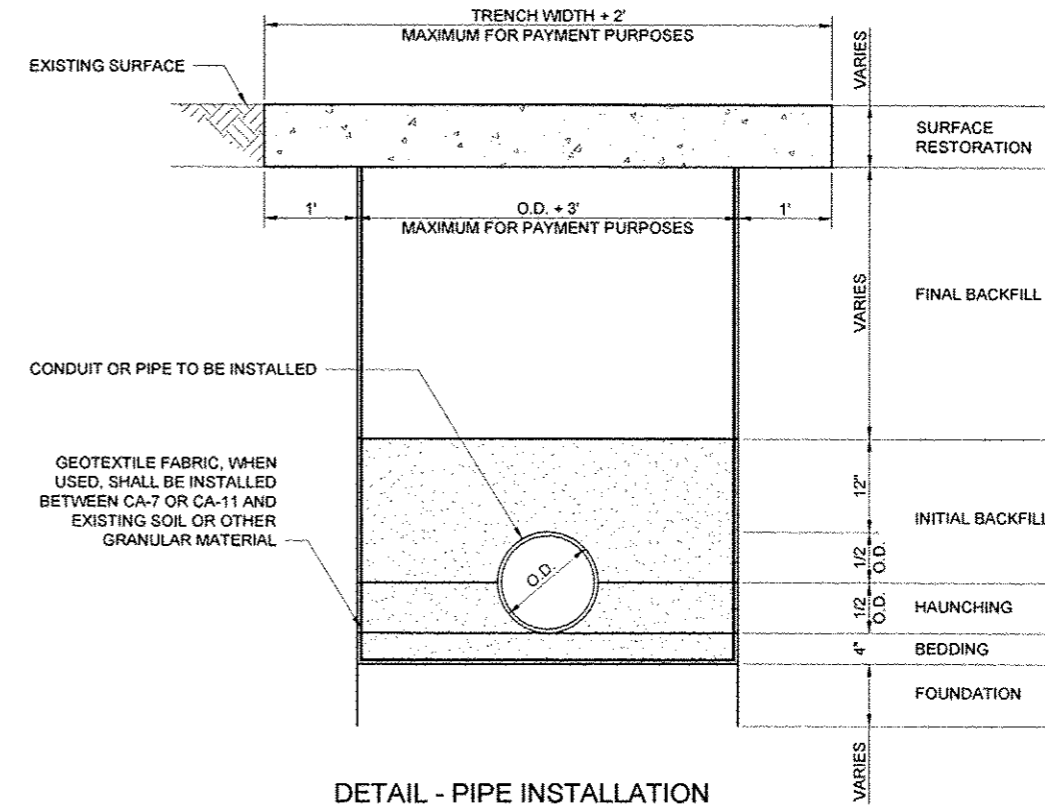 TRENCH WIDTH + 2'
MAXIMUM FOR PAYMENT PURPOSES
EXISTING SURFACE
VARIES
SURFACE
RESTORATION
1'
O.D. + 3'
MAXIMUM FOR PAYMENT PURPOSES
1'
VARIES
FINAL BACKFILL
CONDUIT OR PIPE TO BE INSTALLED
GEOTEXTILE FABRIC, WHEN
USED, SHALL BE INSTALLED
BETWEEN CA-7 OR CA-11 AND
EXISTING SOIL OR OTHER
GRANULAR MATERIAL
12"
INITIAL BACKFILL
1/2
O.D.
O.D.
1/2
O.D.
HAUNCHING
4"
BEDDING
FOUNDATION
VARIES
DETAIL - PIPE INSTALLATION